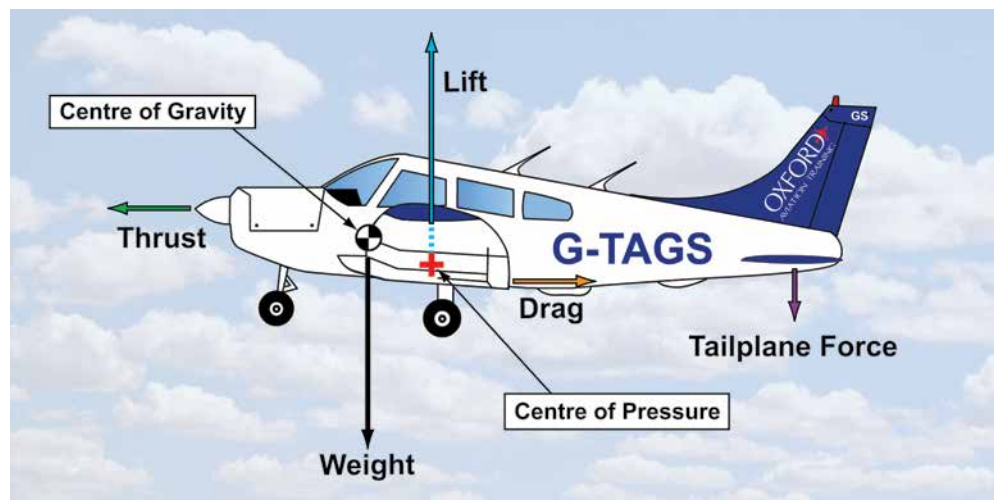 Lift
Centre of Gravity
GS
OXFORD
AVIATION TRAINING
Thrust
G-TAGS
Drag
Tailplane Force
Centre of Pressure
Weight